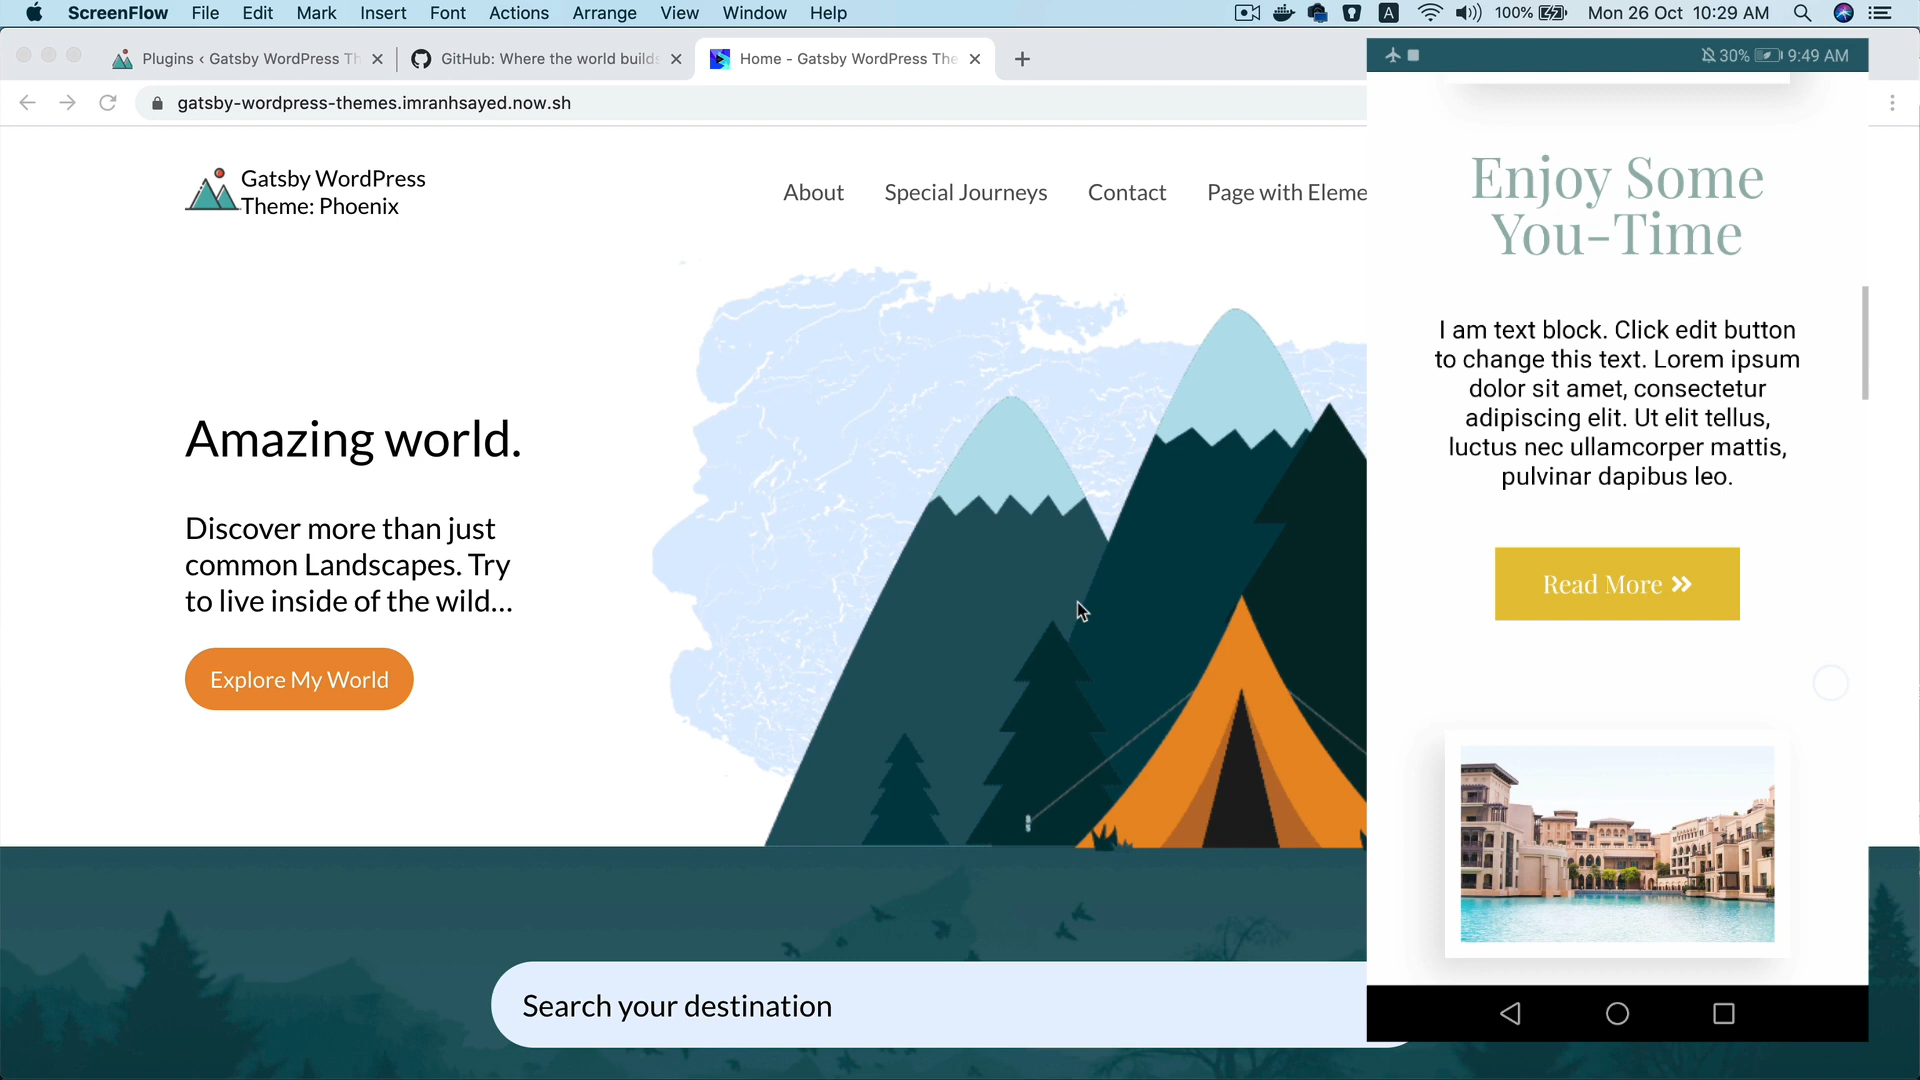 ScreenFlow File Edit Mark Insert Font Actions Arrange View Window Help A 100% Mon 26 Oct 10:29 AM
Plugins ‹ Gatsby WordPress Th
GitHub: Where the world builds
Home - Gatsby WordPress The
gatsby-wordpress-themes.imranhsayed.now.sh
Gatsby WordPress
Theme: Phoenix
About Special Journeys Contact Page with Eleme
Amazing world.
Discover more than just
common Landscapes. Try
to live inside of the wild...
Explore My World
Search your destination
30% 9:49 AM
Enjoy Some
You-Time
I am text block. Click edit button
to change this text. Lorem ipsum
dolor sit amet, consectetur
adipiscing elit. Ut elit tellus,
luctus nec ullamcorper mattis,
pulvinar dapibus leo.
Read More »